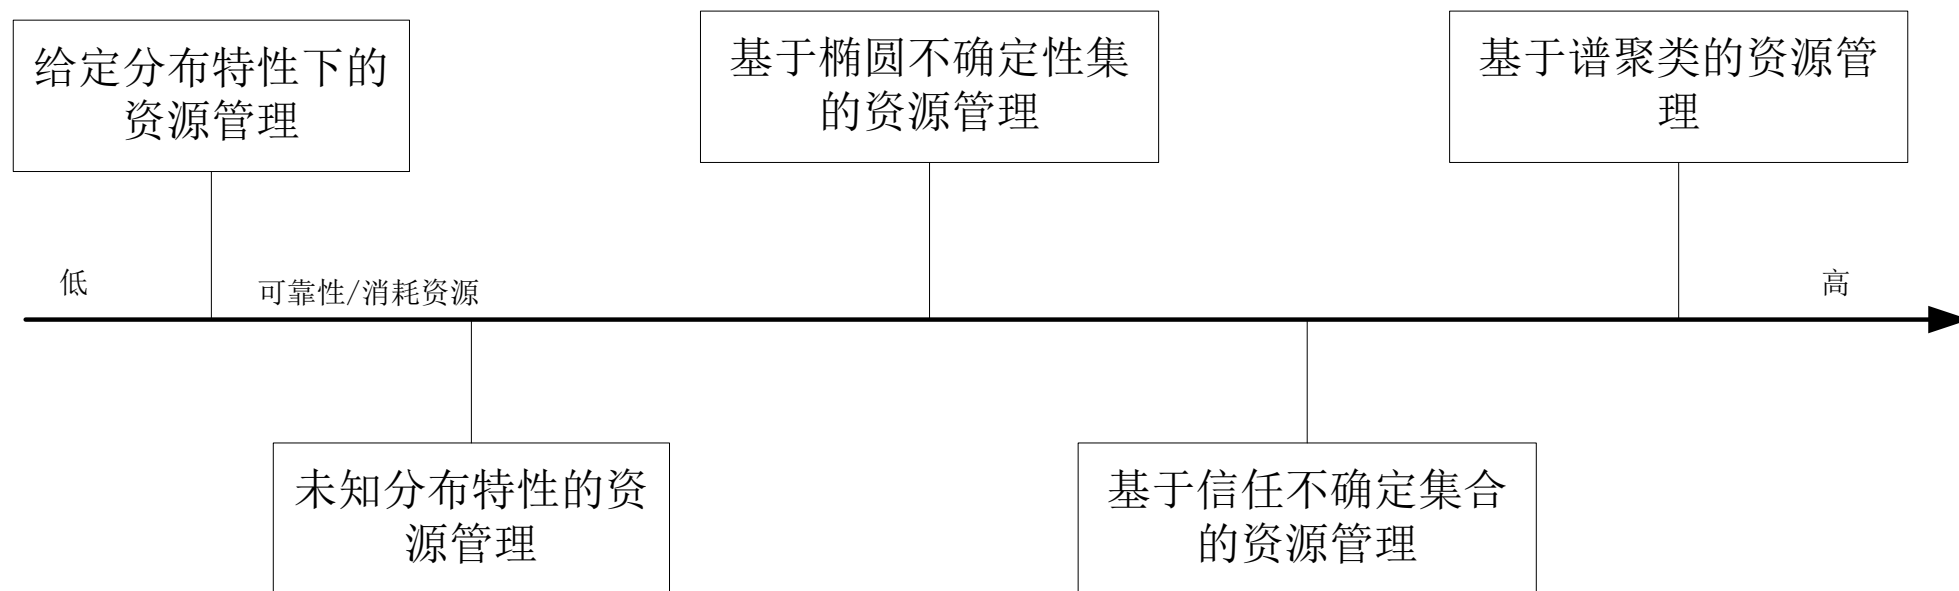 给定分布特性下的
资源管理
基于椭圆不确定性集
的资源管理
基于谱聚类的资源管
理
低
可靠性/消耗资源
高
未知分布特性的资
源管理
基于信任不确定集合
的资源管理